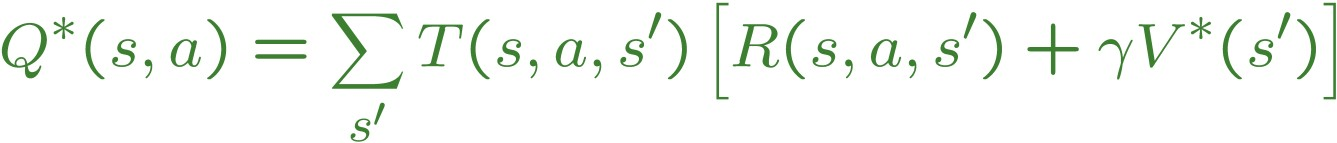 Q*(s, a) = ∑_{s′} T(s, a, s′) [R(s, a, s′) + γV*(s′)]